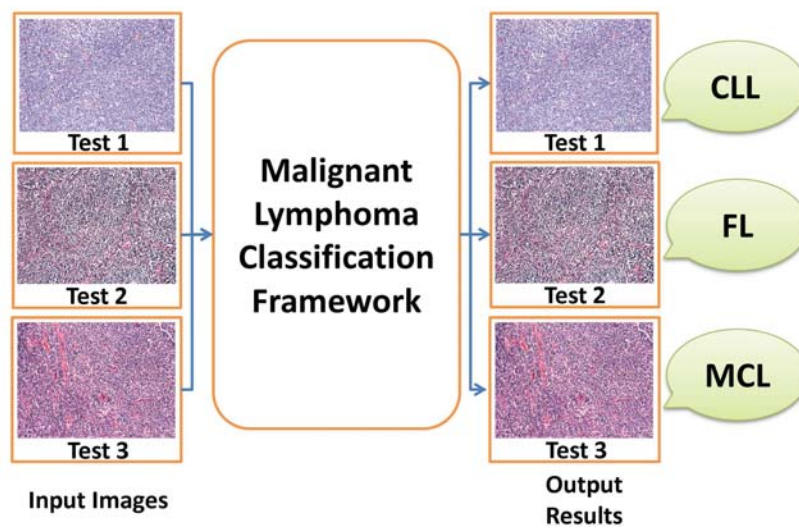 Test 1
Test 2
Test 3
Input Images
Malignant
Lymphoma
Classification
Framework
Test 1
Test 2
Test 3
Output
Results
CLL
FL
MCL